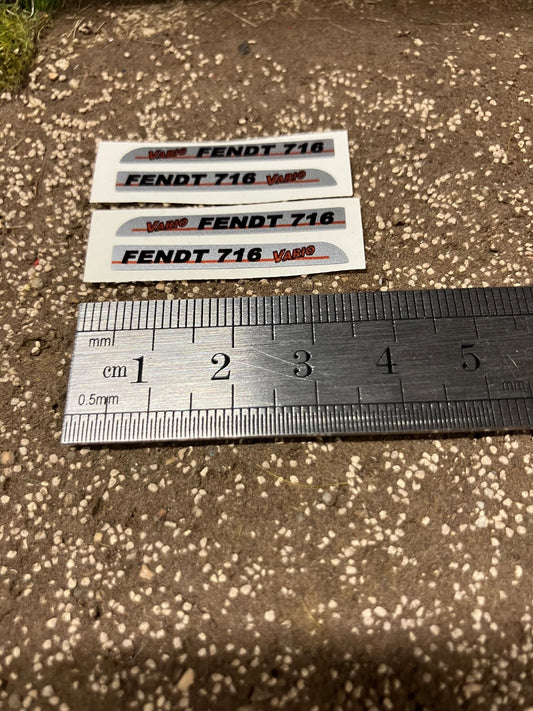 VARIO FENDT 716
FENDT 716 VARIO
VARIO FENDT 716
FENDT 716 VARIO
mm
cm 1 2 3 4 5
0.5mm mm